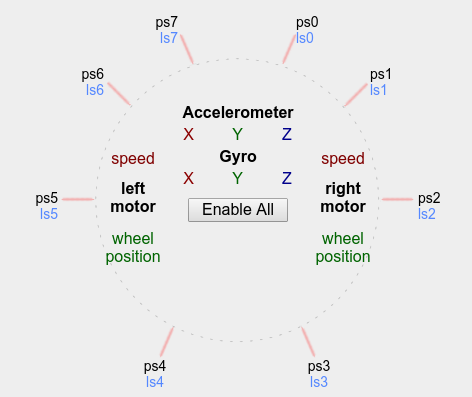 ps7
ls7
ps0
ls0
ps6
ls6
ps1
ls1
Accelerometer
X Y Z
Gyro
X Y Z
speed
speed
left
motor
right
motor
Enable All
ps5
ls5
ps2
ls2
wheel
position
wheel
position
ps4
ls4
ps3
ls3